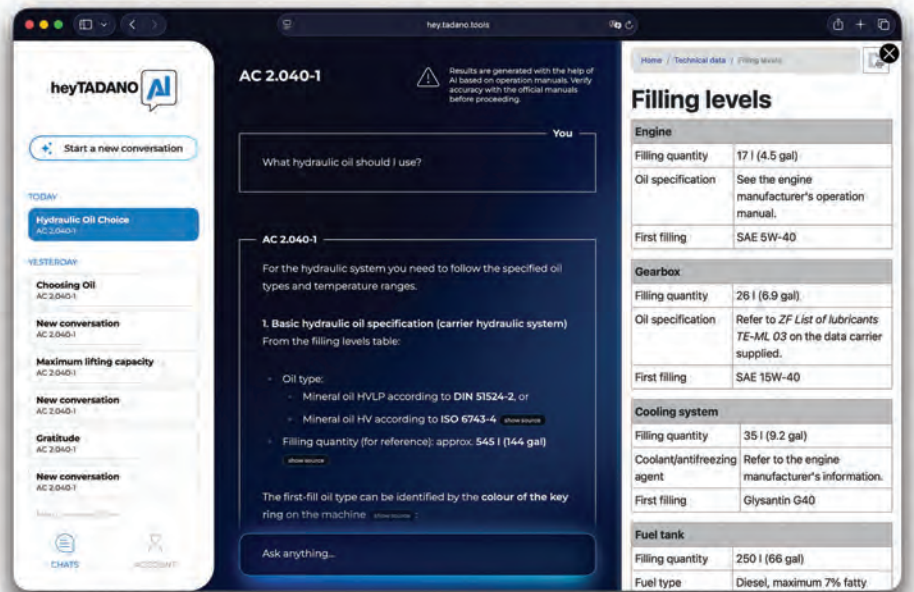 hey.tadano.tools
heyTADANO AI
Start a new conversation
TODAY
Hydraulic Oil Choice
AC 2.040-1
YESTERDAY
Choosing Oil
AC 2.040-1
New conversation
AC 2.040-1
Maximum lifting capacity
AC 2.040-1
New conversation
AC 2.040-1
Gratitude
AC 2.040-1
New conversation
AC 2.040-1
CHATS
ACCOUNT
AC 2.040-1
Results are generated with the help of
AI based on operation manuals. Verify
accuracy with the official manuals
before proceeding.
You
What hydraulic oil should I use?
AC 2.040-1
For the hydraulic system you need to follow the specified oil
types and temperature ranges.
1. Basic hydraulic oil specification (carrier hydraulic system)
From the filling levels table:
Oil type:
Mineral oil HVLP according to DIN 51524-2, or
Mineral oil HV according to ISO 6743-4 show source
Filling quantity (for reference): approx. 545 l (144 gal)
show source
The first-fill oil type can be identified by the colour of the key
ring on the machine show source :
Ask anything...
Home / Technical data / Filling levels
Filling levels
Engine
Filling quantity 17 l (4.5 gal)
Oil specification See the engine
manufacturer's operation
manual.
First filling SAE 5W-40
Gearbox
Filling quantity 26 l (6.9 gal)
Oil specification Refer to ZF List of lubricants
TE-ML 03 on the data carrier
supplied.
First filling SAE 15W-40
Cooling system
Filling quantity 35 l (9.2 gal)
Coolant/antifreezing Refer to the engine
agent manufacturer's information.
First filling Glysantin G40
Fuel tank
Filling quantity 250 l (66 gal)
Fuel type Diesel, maximum 7% fatty